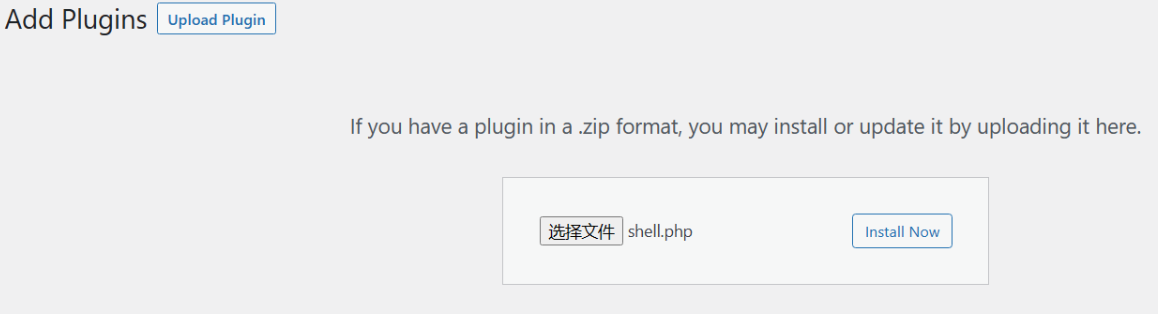 Add Plugins Upload Plugin
If you have a plugin in a .zip format, you may install or update it by uploading it here.
选择文件 shell.php Install Now